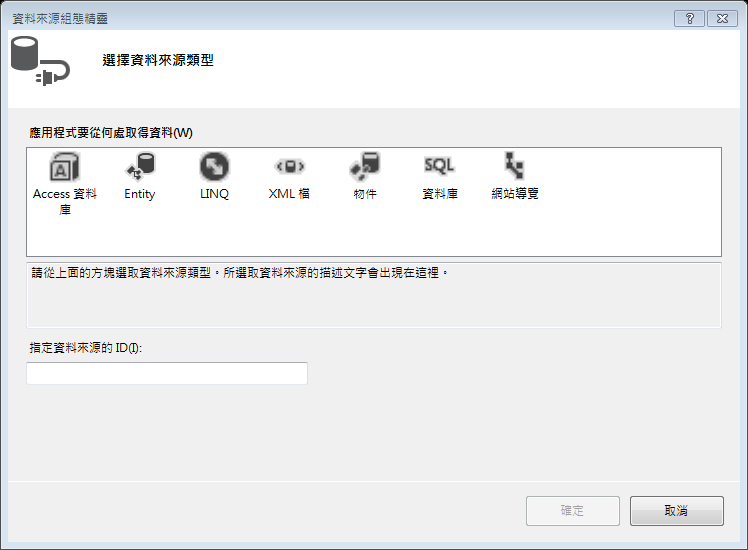 資料來源組態精靈
選擇資料來源類型
應用程式要從何處取得資料(W)
SQL
Access 資料庫
Entity
LINQ
XML 檔
物件
資料庫
網站導覽
請從上面的方塊選取資料來源類型。所選取資料來源的描述文字會出現在這裡。
指定資料來源的 ID(I):
確定
取消